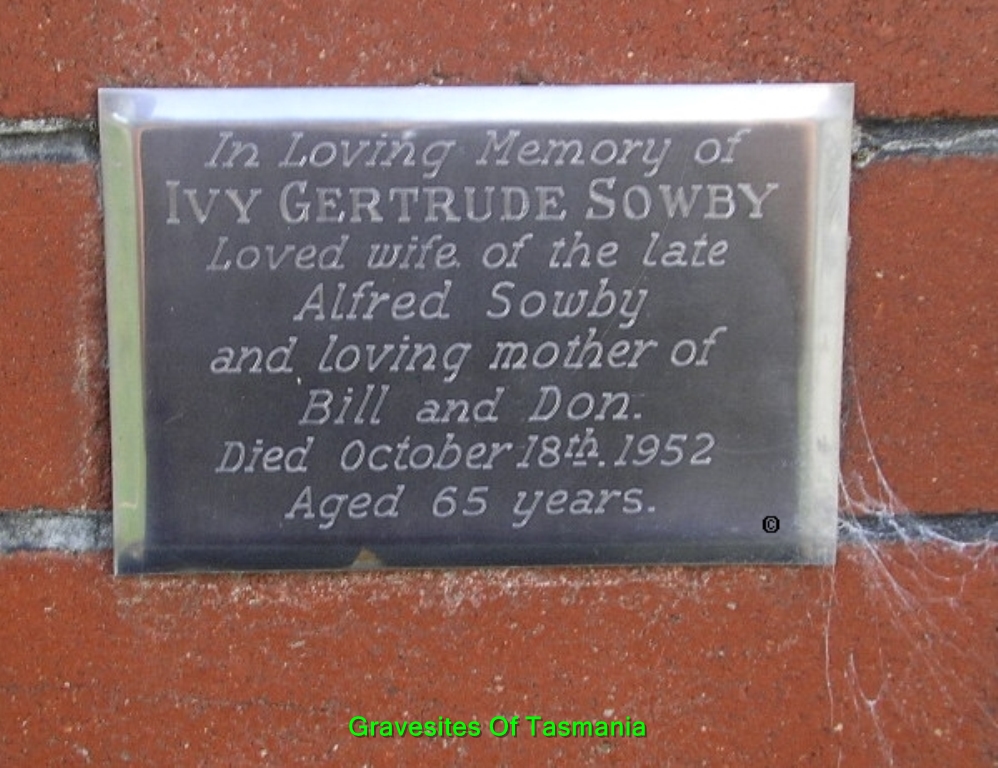 In Loving Memory of
IVY GERTRUDE SOWBY
Loved wife of the late
Alfred Sowby
and loving mother of
Bill and Don.
Died October 18th. 1952
Aged 65 years.
©
Gravesites Of Tasmania